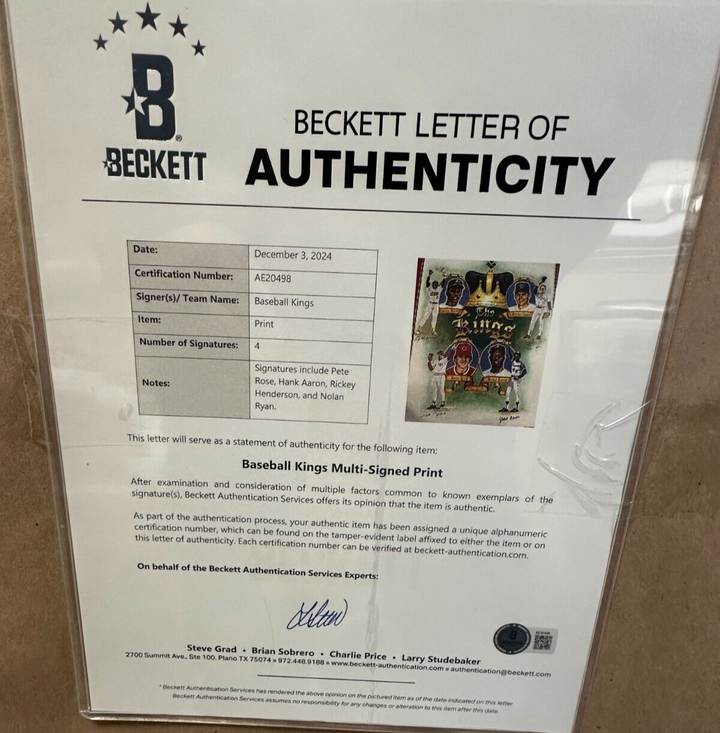 BECKETT
BECKETT LETTER OF
AUTHENTICITY
Date: December 3, 2024
Certification Number: AE20498
Signer(s)/ Team Name: Baseball Kings
Item: Print
Number of Signatures: 4
Notes: Signatures include Pete
Rose, Hank Aaron, Rickey
Henderson, and Nolan
Ryan.
The
Kings
This letter will serve as a statement of authenticity for the following item:
Baseball Kings Multi-Signed Print
After examination and consideration of multiple factors common to known exemplars of the
signature(s), Beckett Authentication Services offers its opinion that the item is authentic.
As part of the authentication process, your authentic item has been assigned a unique alphanumeric
certification number, which can be found on the tamper-evident label affixed to either the item or on
this letter of authenticity. Each certification number can be verified at beckett-authentication.com.
On behalf of the Beckett Authentication Services Experts:
Steve Grad • Brian Sobrero • Charlie Price • Larry Studebaker
2700 Summit Ave., Ste 100, Plano TX 75074 » 972.448.9188 » www.beckett-authentication.com » authentication@beckett.com
* Beckett Authentication Services has rendered the above opinion on the pictured item as of the date indicated on this letter
Beckett Authentication Services assumes no responsibility for any changes or alteration to this item after this date.